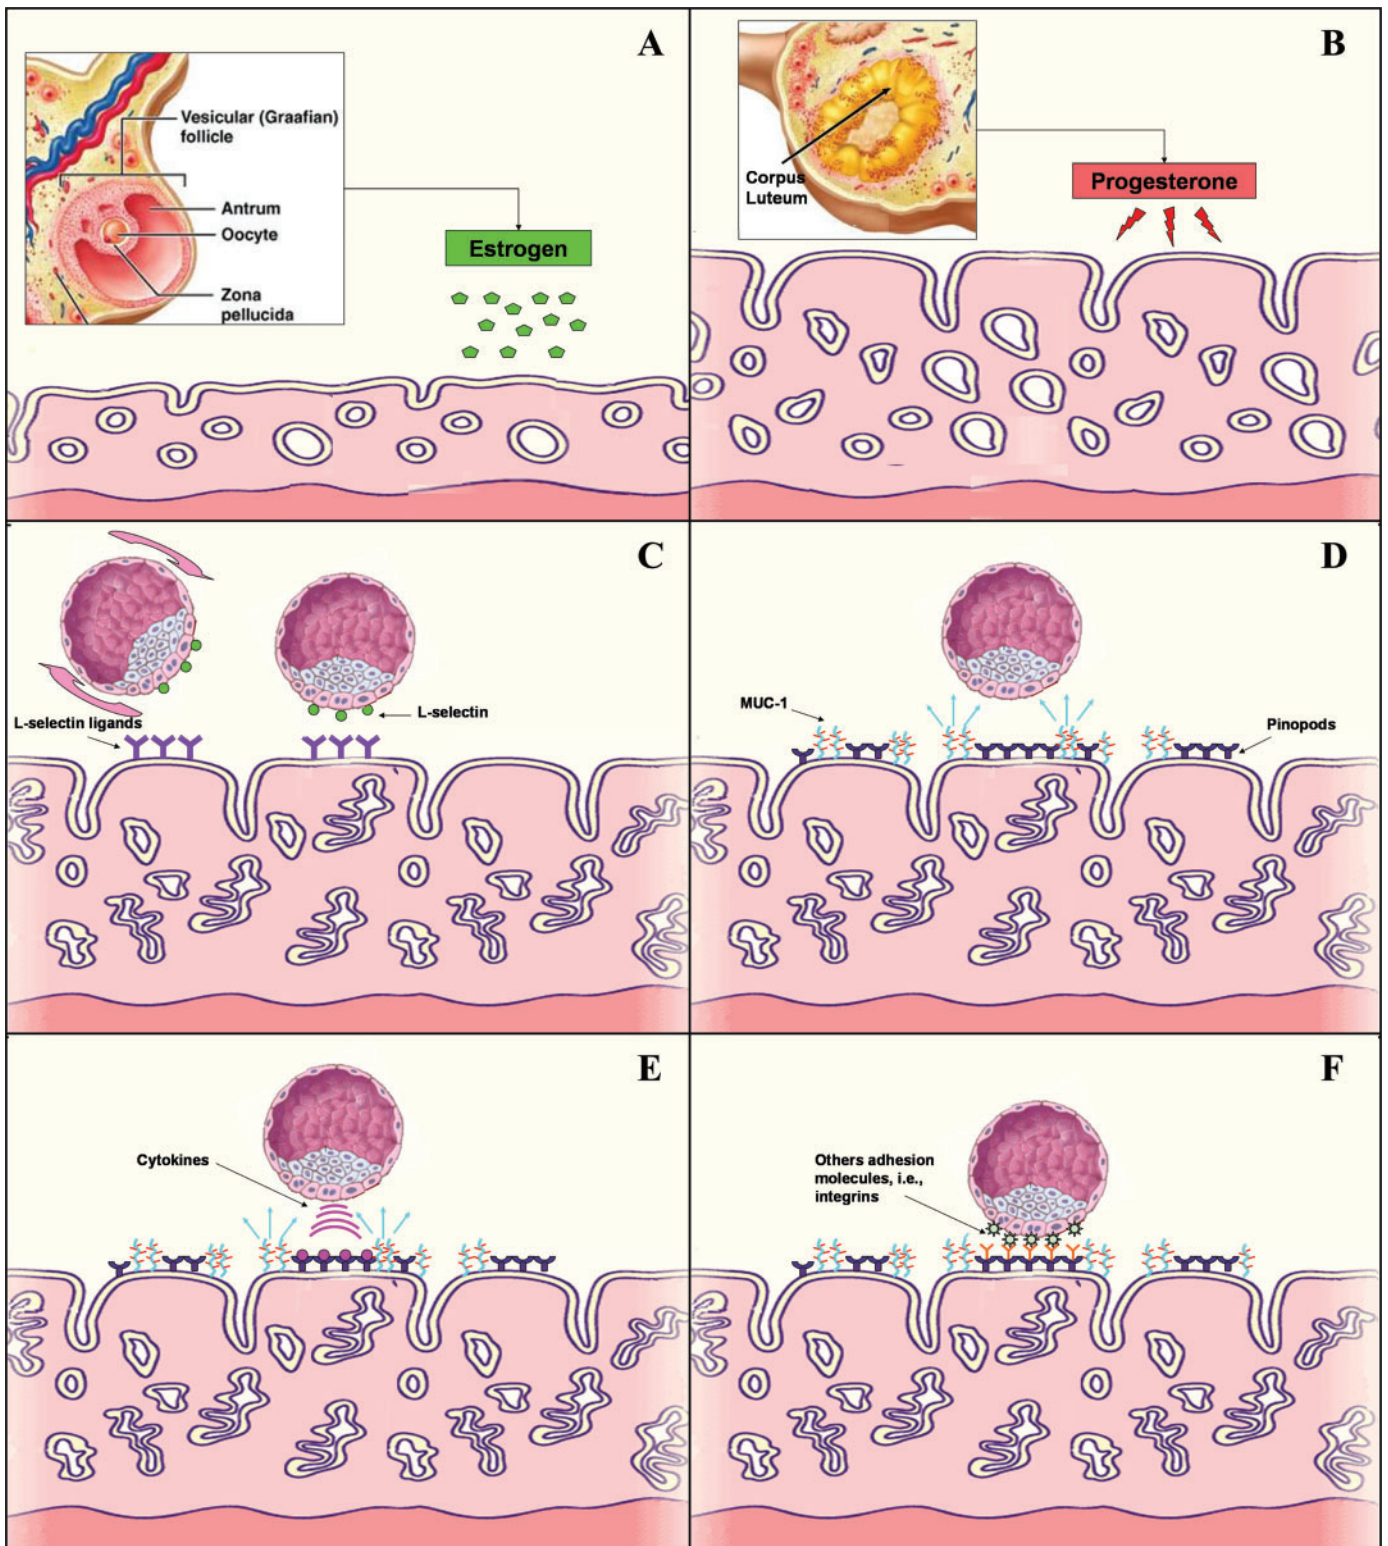 A
Vesicular (Graafian)
follicle
Antrum
Oocyte
Zona
pellucida
Estrogen
B
Corpus
Luteum
Progesterone
C
L-selectin ligands
L-selectin
D
MUC-1
Pinopods
E
Cytokines
F
Others adhesion
molecules, i.e.,
integrins